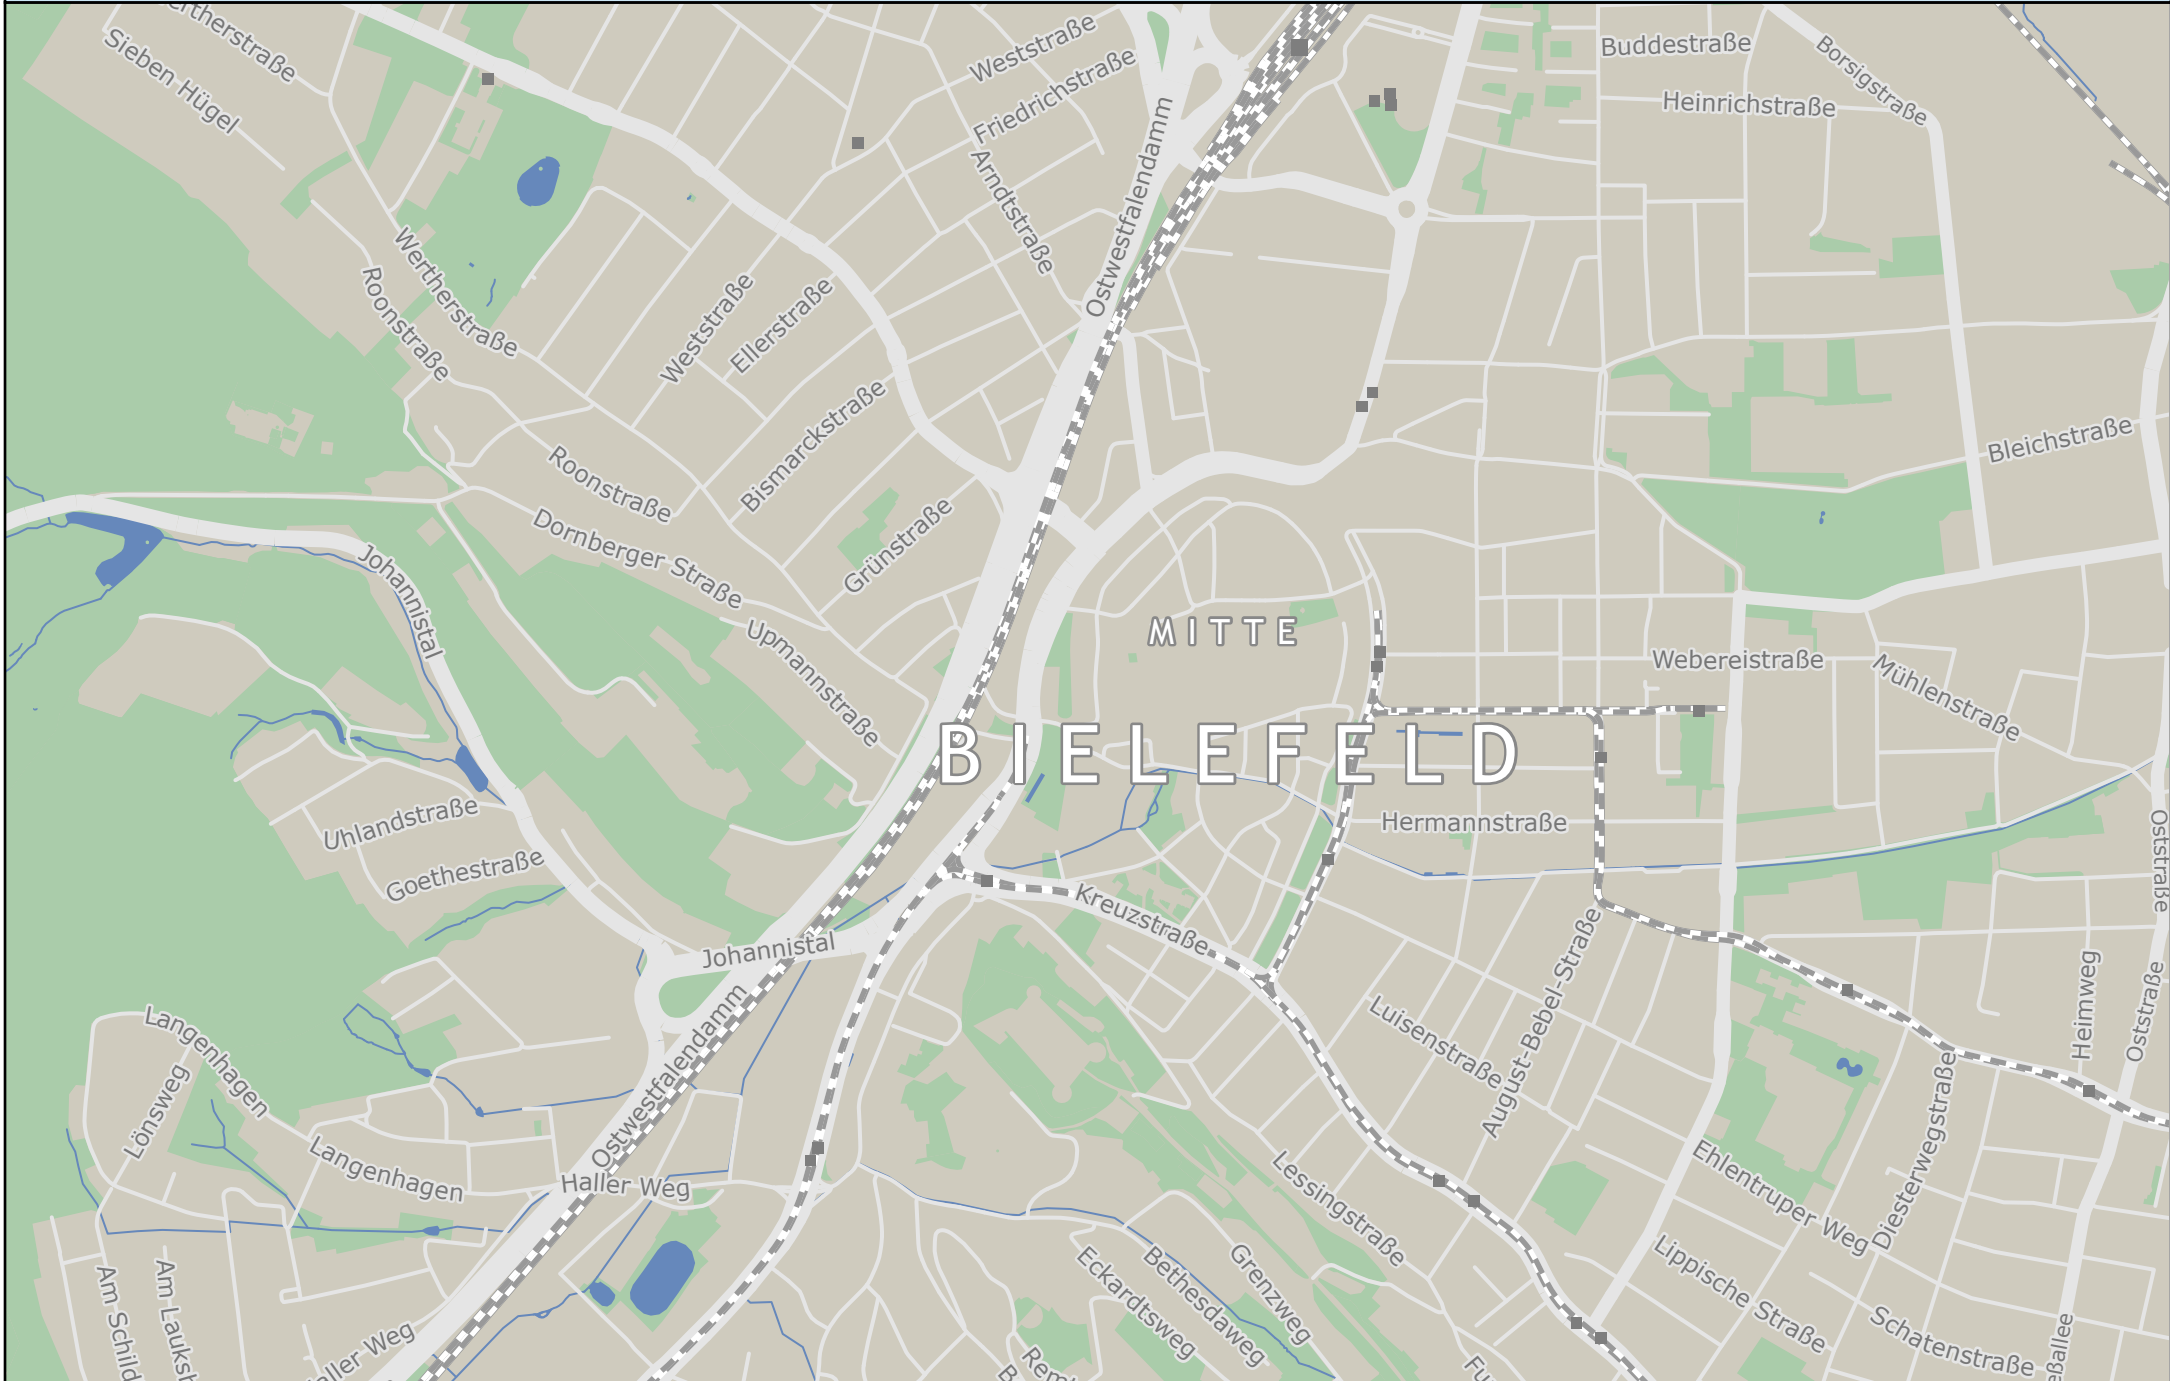 Sieben Hügel
Weststraße
Friedrichstraße
Buddestraße
Borsigstraße
Heinrichstraße
Arndtstraße
Ostwestfalendamm
Wertherstraße
Roonstraße
Weststraße
Ellerstraße
Bismarckstraße
Bleichstraße
Roonstraße
Grünstraße
Dornberger Straße
Johannistal
Upmannstraße
MITTE
Webereistraße
Mühlenstraße
BIELEFELD
Uhlandstraße
Hermannstraße
Goethestraße
Oststraße
Kreuzstraße
Johannistal
August-Bebel-Straße
Heimweg
Oststraße
Langenhagen
Luisenstraße
Ostwestfalendamm
Lönsweg
Langenhagen
Haller Weg
Lessingstraße
Ehlentruper Weg
Diesterwegstraße
Lippische Straße
Eckardtsweg
Bethesdaweg
Grenzweg
Schatenstraße
Am Schild